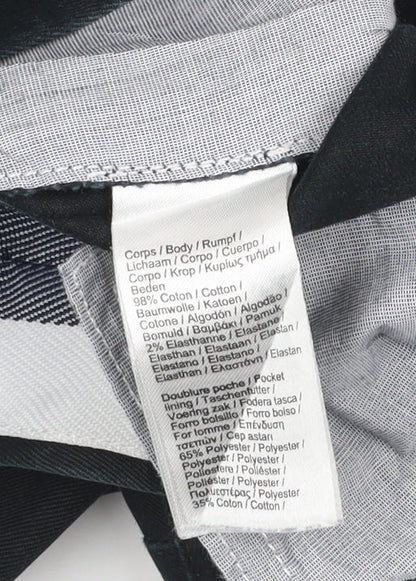 Corps / Body / Rumpf /
Lichaam / Corpo / Cuerpo /
Corpo / Krop / Κυρίως τμήμα /
Beden
98% Coton / Cotton /
Baumwolle / Katoen /
Cotone / Algodón / Algodão /
Bomuld / Βαμβάκι / Pamuk
2% Elasthanne / Elastane /
Elasthan / Elastaan / Elastan /
Elastano / Elastano /
Elasthan / Ελαστάνη / Elastan
Doublure poche / Pocket
lining / Taschenfutter /
Voering zak / Fodera tasca /
Forro bolsillo / Forro bolso /
For lomme / Επένδυση
τσεπών / Cep astarı
65% Polyester / Polyester /
Polyester / Polyester /
Poliestere / Poliéster /
Poliéster / Polyester /
Πολυεστέρας / Polyester
35% Coton / Cotton /